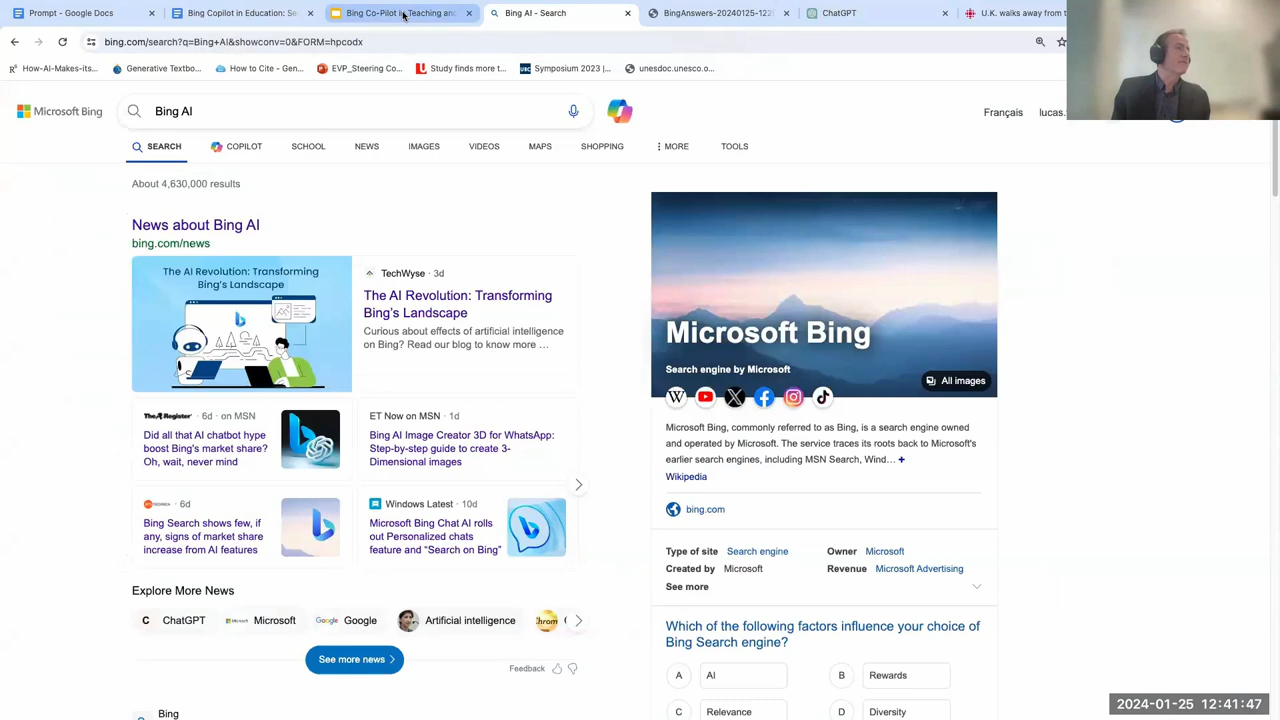 Prompt - Google Docs
Bing Copilot in Education: Se
Bing Co-Pilot in Teaching and
Bing AI - Search
BingAnswers-20240125-122
ChatGPT
U.K. walks away from t
bing.com/search?q=Bing+AI&showconv=0&FORM=hpcodx
How-AI-Makes-its...
Generative Textbo...
How to Cite - Gen...
EVP_Steering Co...
Study finds more t...
Symposium 2023 |...
unesdoc.unesco.o...
Microsoft Bing
Bing AI
Français
lucas.
SEARCH
COPILOT
SCHOOL
NEWS
IMAGES
VIDEOS
MAPS
SHOPPING
MORE
TOOLS
About 4,630,000 results
News about Bing AI
bing.com/news
The AI Revolution: Transforming
Bing's Landscape
TechWyse · 3d
The AI Revolution: Transforming
Bing's Landscape
Curious about effects of artificial intelligence
on Bing? Read our blog to know more ...
The Register · 6d · on MSN
Did all that AI chatbot hype
boost Bing's market share?
Oh, wait, never mind
ET Now on MSN · 1d
Bing AI Image Creator 3D for WhatsApp:
Step-by-step guide to create 3-
Dimensional images
· 6d
Bing Search shows few, if
any, signs of market share
increase from AI features
Windows Latest · 10d
Microsoft Bing Chat AI rolls
out Personalized chats
feature and "Search on Bing"
Explore More News
C ChatGPT
Microsoft
Google
Artificial intelligence
See more news
Feedback
Bing
Microsoft Bing
Search engine by Microsoft
All images
Microsoft Bing, commonly referred to as Bing, is a search engine owned
and operated by Microsoft. The service traces its roots back to Microsoft's
earlier search engines, including MSN Search, Wind... +
Wikipedia
bing.com
Type of site Search engine
Owner Microsoft
Created by Microsoft
Revenue Microsoft Advertising
See more
Which of the following factors influence your choice of
Bing Search engine?
A AI
B Rewards
C Relevance
D Diversity
2024-01-25 12:41:47